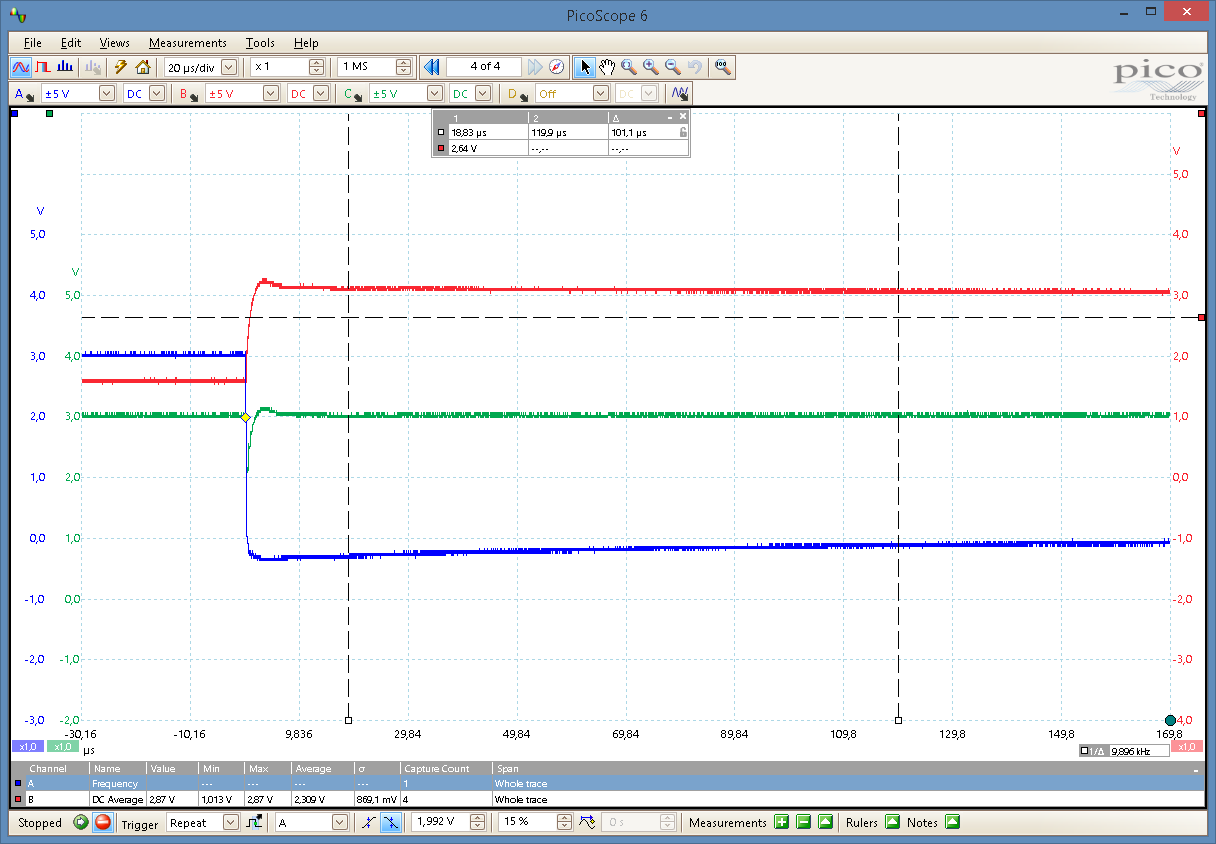 PicoScope 6
File Edit Views Measurements Tools Help
20 µs/div x 1 1 MS 4 of 4
pico
Technology
A ±5 V DC B ±5 V DC C ±5 V DC D Off DC
1 2 Δ
18,83 µs 119,9 µs 101,1 µs
2,64 V --,-- --,--
V
5,0
4,0
3,0
2,0
1,0
0,0
-1,0
-2,0
-3,0
V
5,0
4,0
3,0
2,0
1,0
0,0
-1,0
-2,0
V
5,0
4,0
3,0
2,0
1,0
0,0
-1,0
-2,0
-3,0
-4,0
-30,16 -10,16 9,836 29,84 49,84 69,84 89,84 109,8 129,8 149,8 169,8
x1,0 x1,0 µs 1/Δ 9,896 kHz x1,0
Channel Name Value Min Max Average σ Capture Count Span
A Frequency --- --- --- --- --- 1 Whole trace
B DC Average 2,87 V 1,013 V 2,87 V 2,309 V 869,1 mV 4 Whole trace
Stopped Trigger Repeat A 1,992 V 15 % 0 s Measurements Rulers Notes